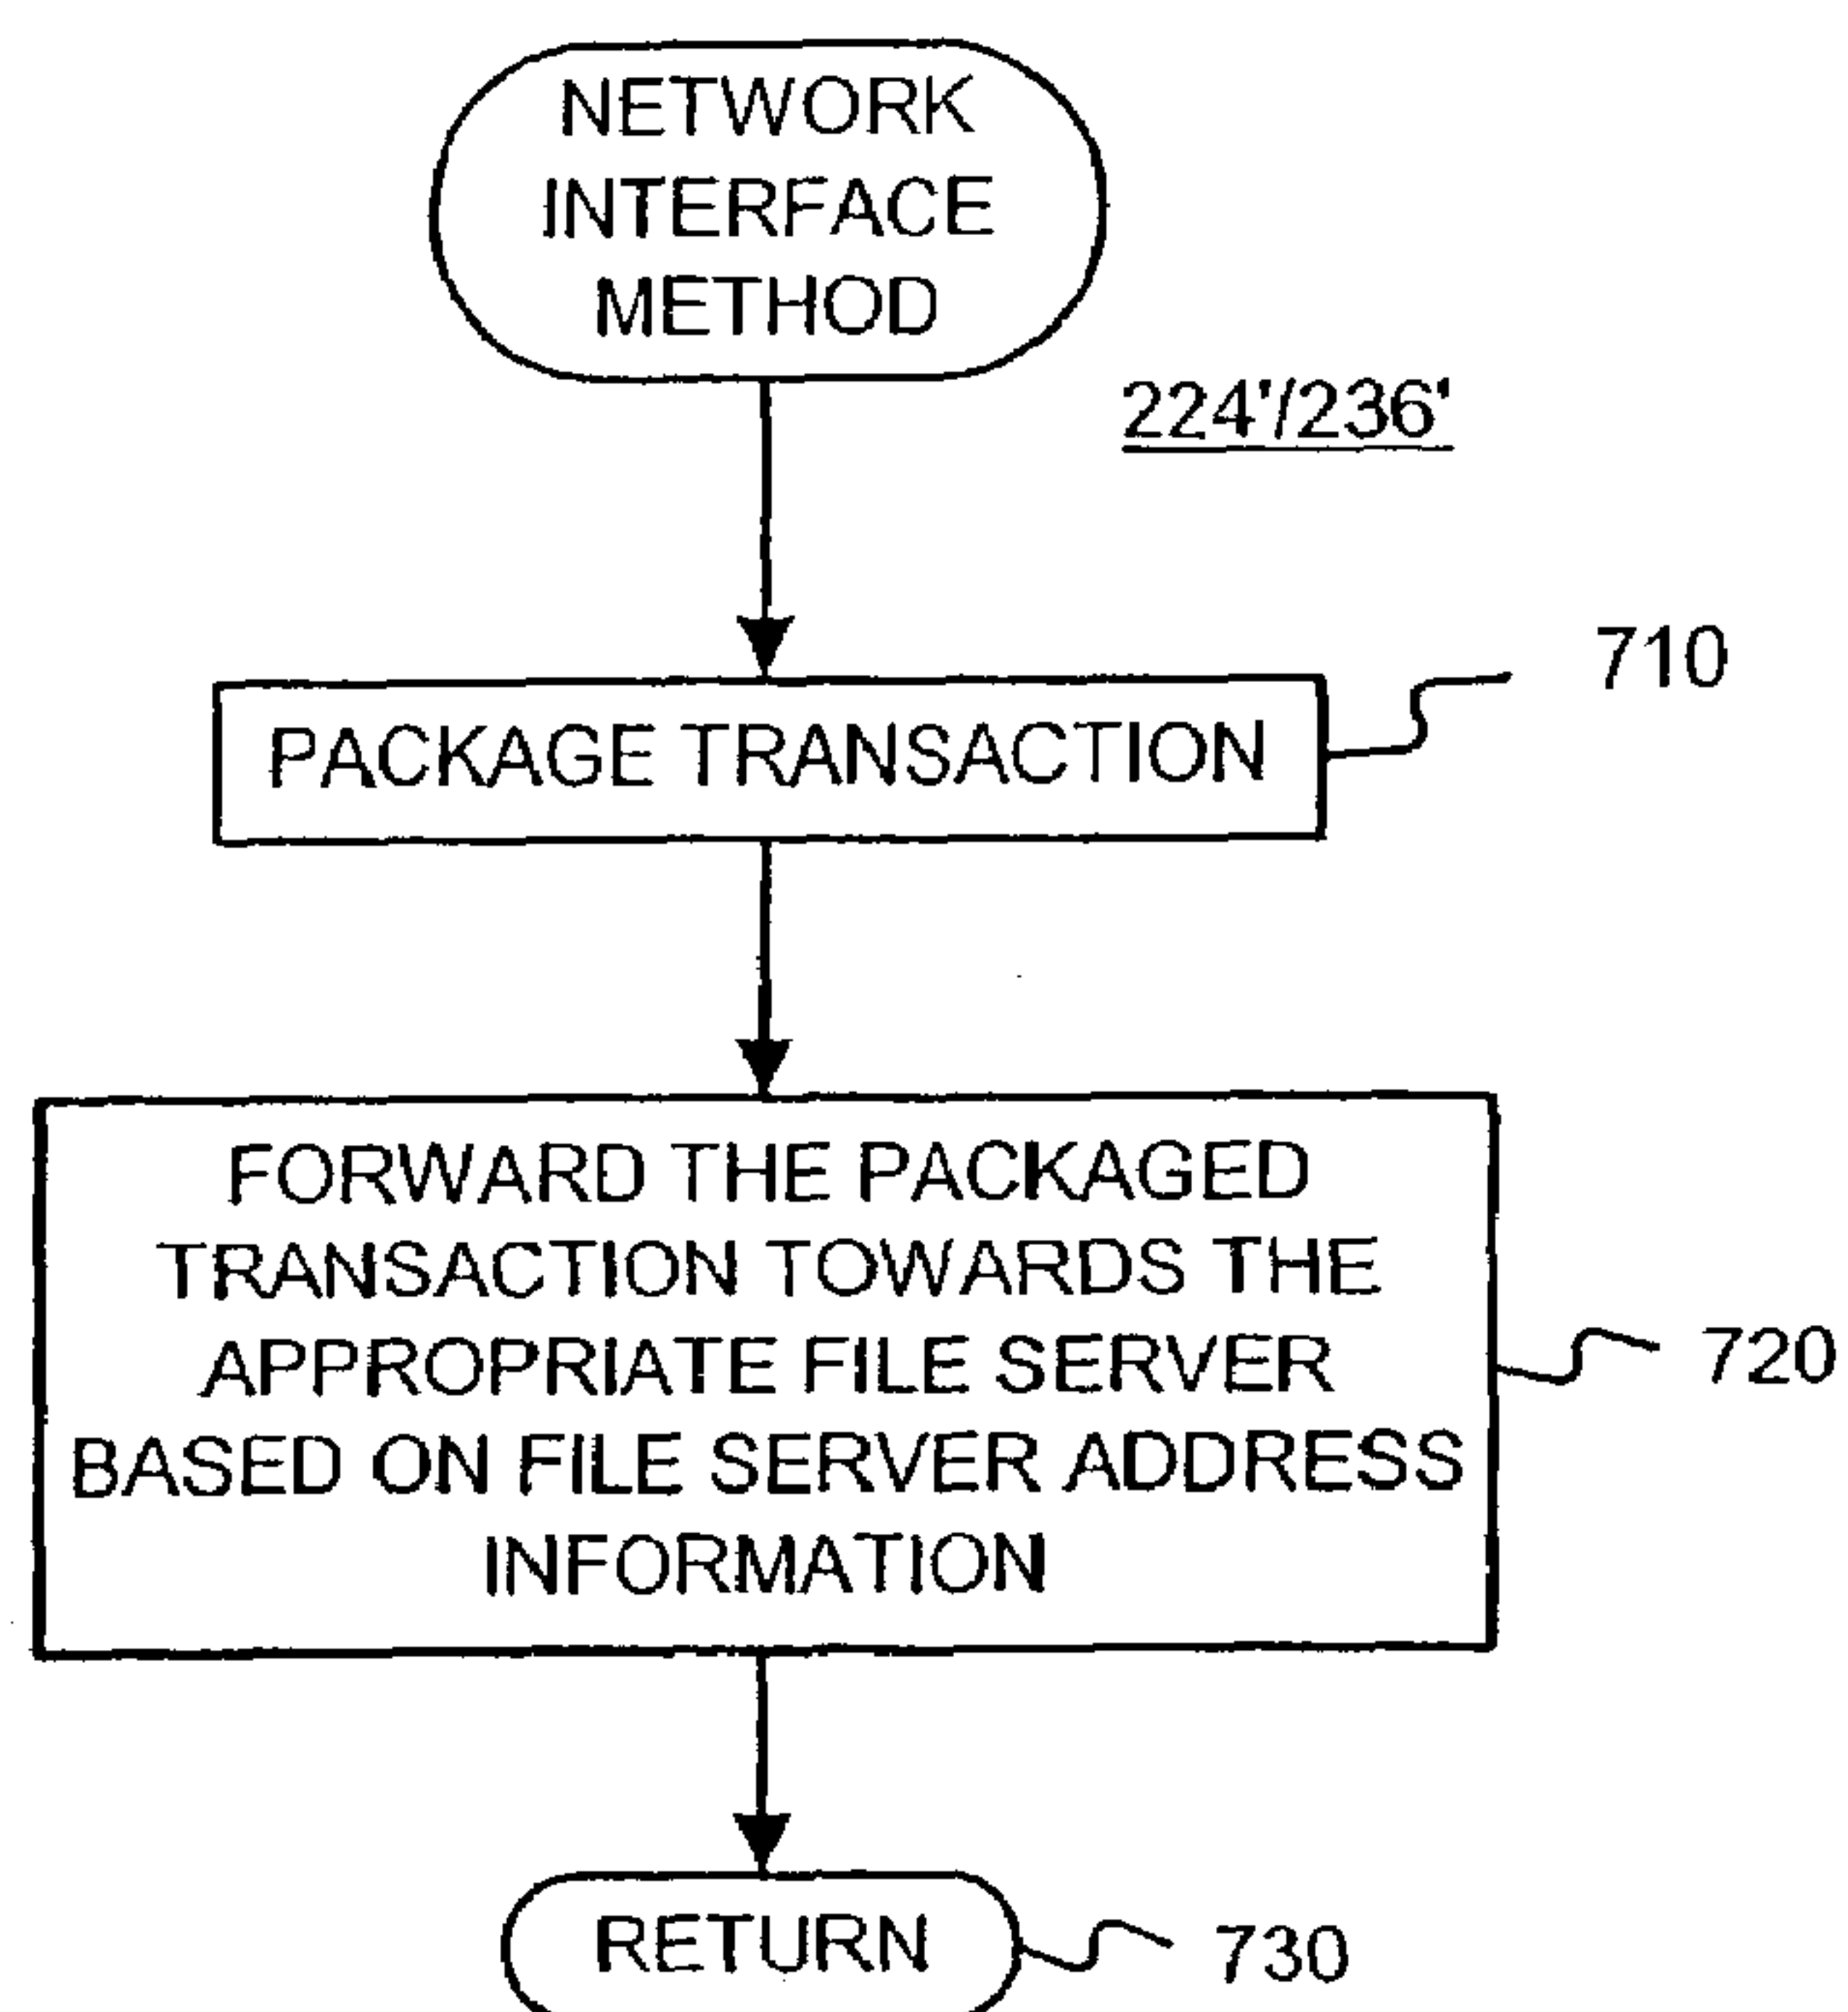 NETWORK
INTERFACE
METHOD
224'/236'
710
PACKAGE TRANSACTION
FORWARD THE PACKAGED
TRANSACTION TOWARDS THE
APPROPRIATE FILE SERVER
BASED ON FILE SERVER ADDRESS
INFORMATION
720
RETURN
730